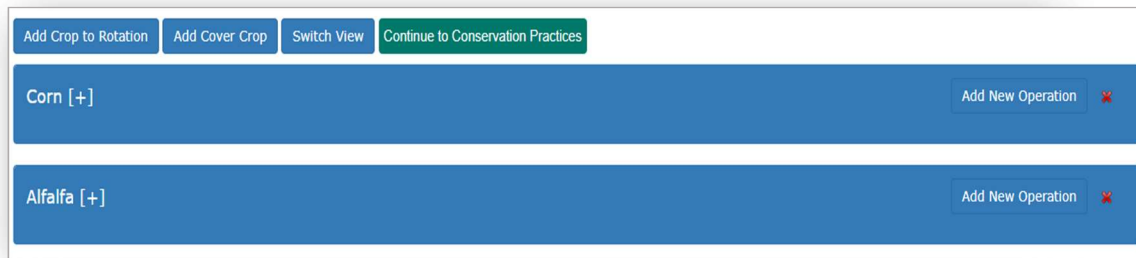 Add Crop to Rotation Add Cover Crop Switch View Continue to Conservation Practices
Corn [+] Add New Operation
Alfalfa [+] Add New Operation